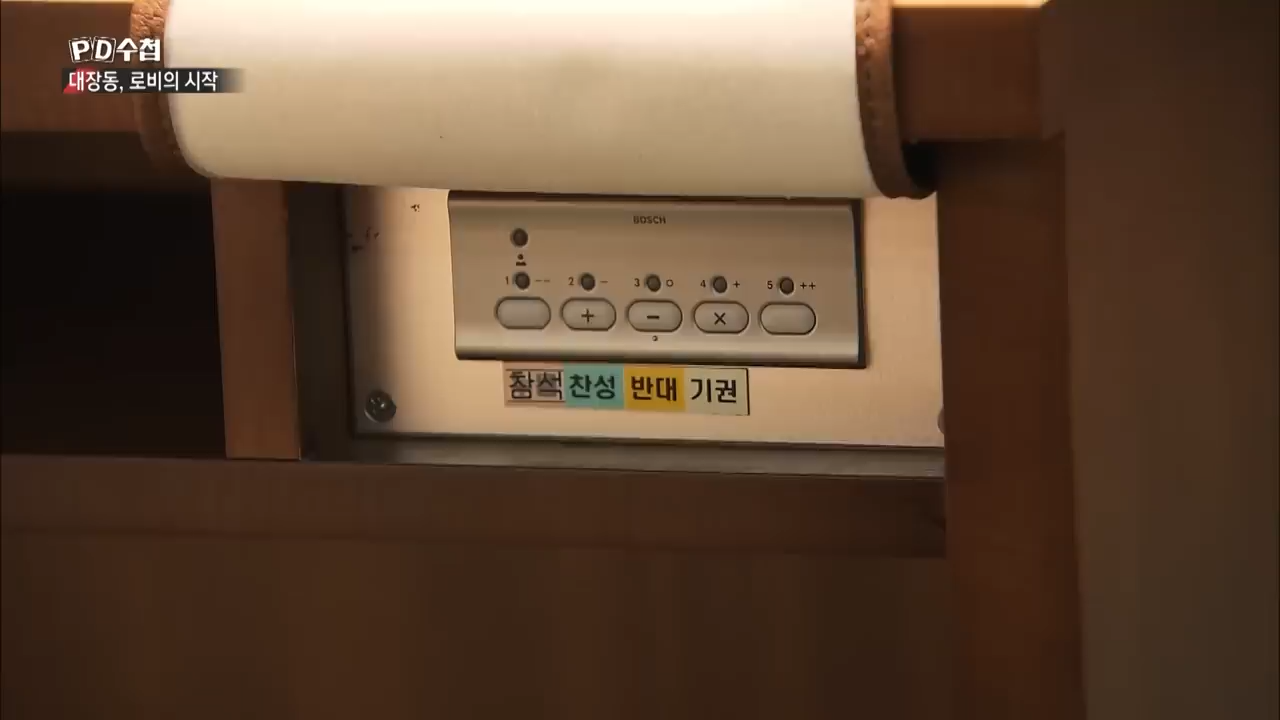 PD수첩
대장동, 로비의 시작
BOSCH
1 -- 2 - 3 O 4 + 5 ++
+ - ×
참석 찬성 반대 기권